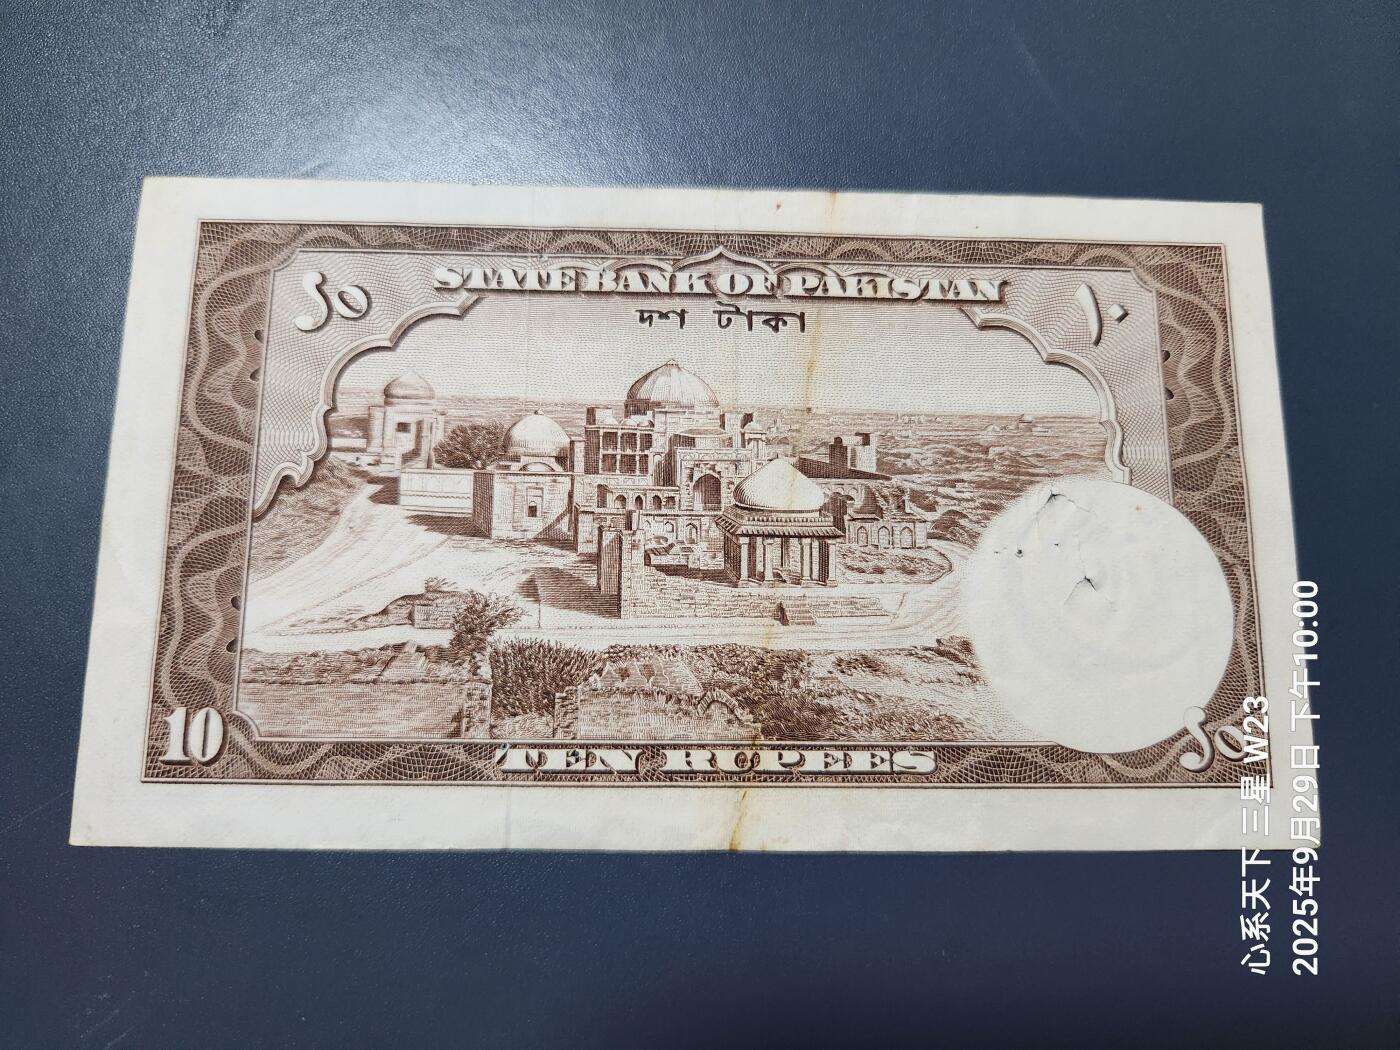 ১০
STATE BANK OF PAKISTAN
দশ টাকা
١٠
10
TEN RUPEES
১০
心系天下三星 W23
2025年9月29日 下午10:00